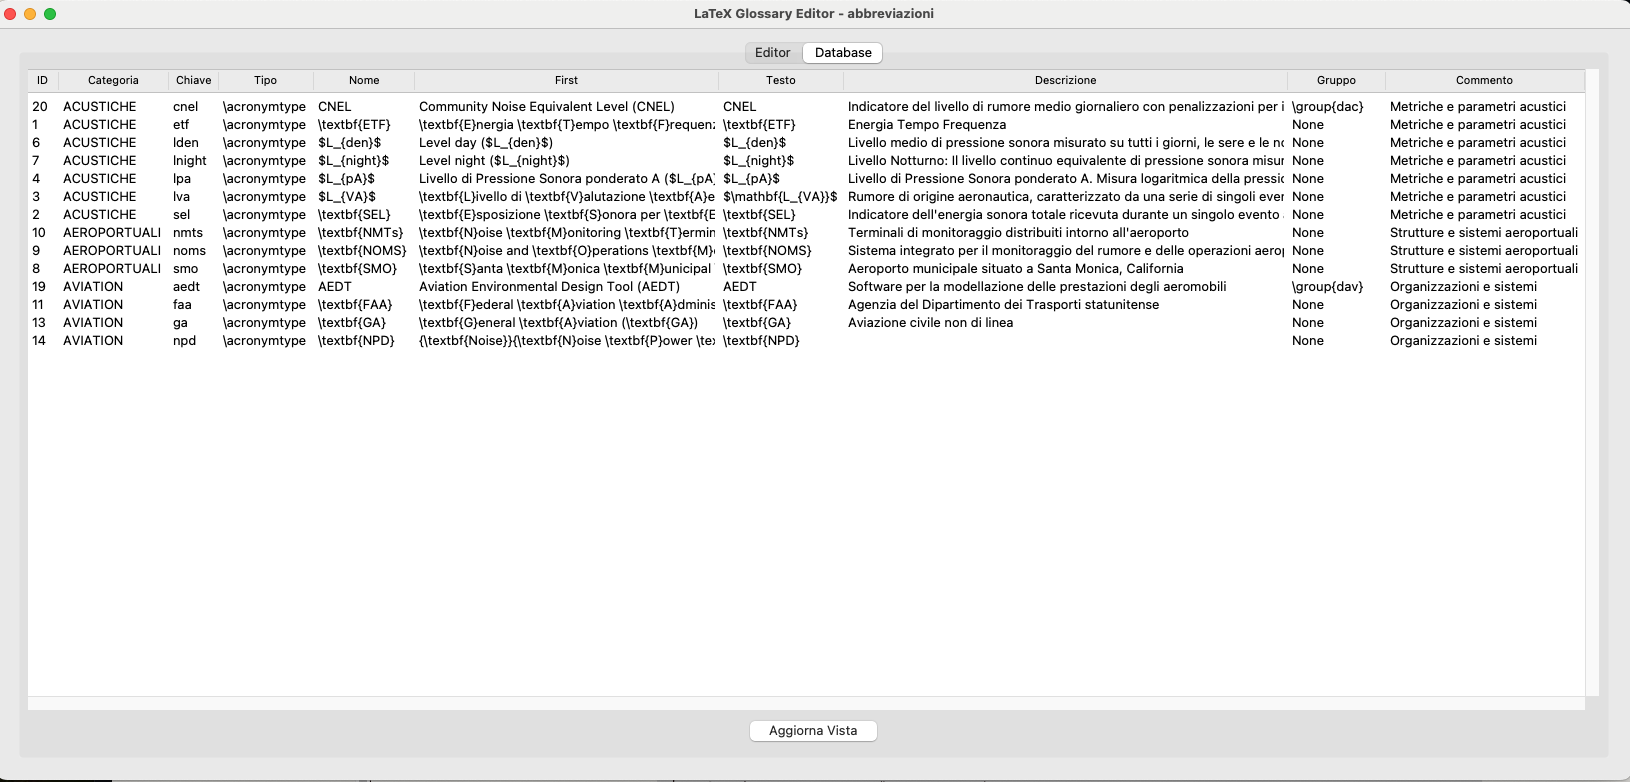 LaTeX Glossary Editor - abbreviazioni
Editor Database
ID Categoria Chiave Tipo Nome First Testo Descrizione Gruppo Commento
20 ACUSTICHE cnel \acronymtype CNEL Community Noise Equivalent Level (CNEL) CNEL Indicatore del livello di rumore medio giornaliero con penalizzazioni per i \group{dac} Metriche e parametri acustici
1 ACUSTICHE etf \acronymtype \textbf{ETF} \textbf{E}nergia \textbf{T}empo \textbf{F}requenz \textbf{ETF} Energia Tempo Frequenza None Metriche e parametri acustici
6 ACUSTICHE lden \acronymtype $L_{den}$ Level day ($L_{den}$) $L_{den}$ Livello medio di pressione sonora misurato su tutti i giorni, le sere e le no None Metriche e parametri acustici
7 ACUSTICHE lnight \acronymtype $L_{night}$ Level night ($L_{night}$) $L_{night}$ Livello Notturno: Il livello continuo equivalente di pressione sonora misur None Metriche e parametri acustici
4 ACUSTICHE lpa \acronymtype $L_{pA}$ Livello di Pressione Sonora ponderato A ($L_{pA} $L_{pA}$ Livello di Pressione Sonora ponderato A. Misura logaritmica della pressic None Metriche e parametri acustici
3 ACUSTICHE lva \acronymtype $L_{VA}$ \textbf{L}ivello di \textbf{V}alutazione \textbf{A}e $\mathbf{L_{VA}}$ Rumore di origine aeronautica, caratterizzato da una serie di singoli ever None Metriche e parametri acustici
2 ACUSTICHE sel \acronymtype \textbf{SEL} \textbf{E}sposizione \textbf{S}onora per \textbf{E \textbf{SEL} Indicatore dell'energia sonora totale ricevuta durante un singolo evento None Metriche e parametri acustici
10 AEROPORTUALI nmts \acronymtype \textbf{NMTs} \textbf{N}oise \textbf{M}onitoring \textbf{T}ermin \textbf{NMTs} Terminali di monitoraggio distribuiti intorno all'aeroporto None Strutture e sistemi aeroportuali
9 AEROPORTUALI noms \acronymtype \textbf{NOMS} \textbf{N}oise and \textbf{O}perations \textbf{M} \textbf{NOMS} Sistema integrato per il monitoraggio del rumore e delle operazioni aerop None Strutture e sistemi aeroportuali
8 AEROPORTUALI smo \acronymtype \textbf{SMO} \textbf{S}anta \textbf{M}onica \textbf{M}unicipal \textbf{SMO} Aeroporto municipale situato a Santa Monica, California None Strutture e sistemi aeroportuali
19 AVIATION aedt \acronymtype AEDT Aviation Environmental Design Tool (AEDT) AEDT Software per la modellazione delle prestazioni degli aeromobili \group{dav} Organizzazioni e sistemi
11 AVIATION faa \acronymtype \textbf{FAA} \textbf{F}ederal \textbf{A}viation \textbf{A}dminis \textbf{FAA} Agenzia del Dipartimento dei Trasporti statunitense None Organizzazioni e sistemi
13 AVIATION ga \acronymtype \textbf{GA} \textbf{G}eneral \textbf{A}viation (\textbf{GA}) \textbf{GA} Aviazione civile non di linea None Organizzazioni e sistemi
14 AVIATION npd \acronymtype \textbf{NPD} {\textbf{Noise}}{\textbf{N}oise \textbf{P}ower \tex \textbf{NPD} None Organizzazioni e sistemi
Aggiorna Vista